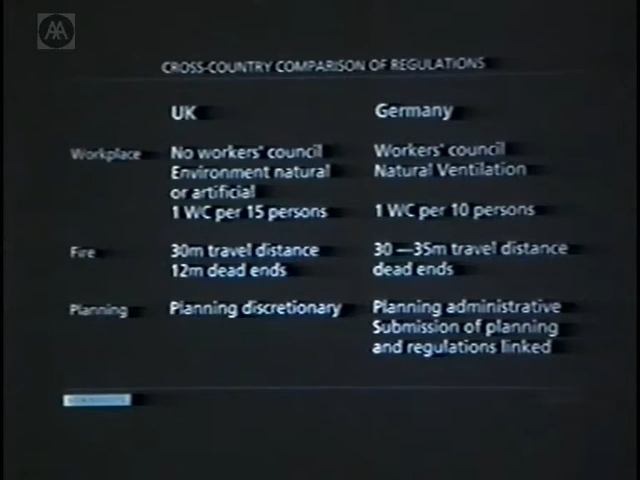 AA
CROSS-COUNTRY COMPARISON OF REGULATIONS
UK Germany
Workplace No workers' council Workers' council
Environment natural Natural Ventilation
or artificial
1 WC per 15 persons 1 WC per 10 persons
Fire 30m travel distance 30 —35m travel distance
12m dead ends dead ends
Planning Planning discretionary Planning administrative
Submission of planning
and regulations linked